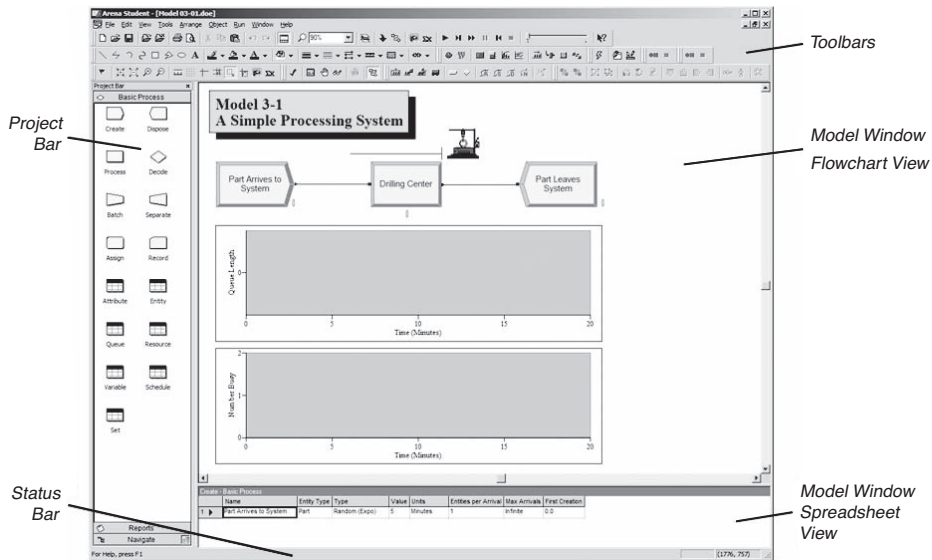 Arena Student - [Model 03-01.doe]
File Edit View Tools Arrange Object Run Window Help
90%
Toolbars
Project Bar
Basic Process
Create Dispose
Process Decide
Batch Separate
Assign Record
Attribute Entity
Queue Resource
Variable Schedule
Set
Reports
Navigate
Project
Bar
Model 3-1
A Simple Processing System
Part Arrives to
System
Drilling Center
Part Leaves
System
Model Window
Flowchart View
Queue Length
0
0 5 10 15 20
Time (Minutes)
Number Busy
2
0
0 5 10 15 20
Time (Minutes)
Create - Basic Process
Name Entity Type Type Value Units Entities per Arrival Max Arrivals First Creation
1 Part Arrives to System Part Random (Expo) 5 Minutes 1 Infinite 0.0
Status
Bar
Model Window
Spreadsheet
View
For Help, press F1
(1776, 757)